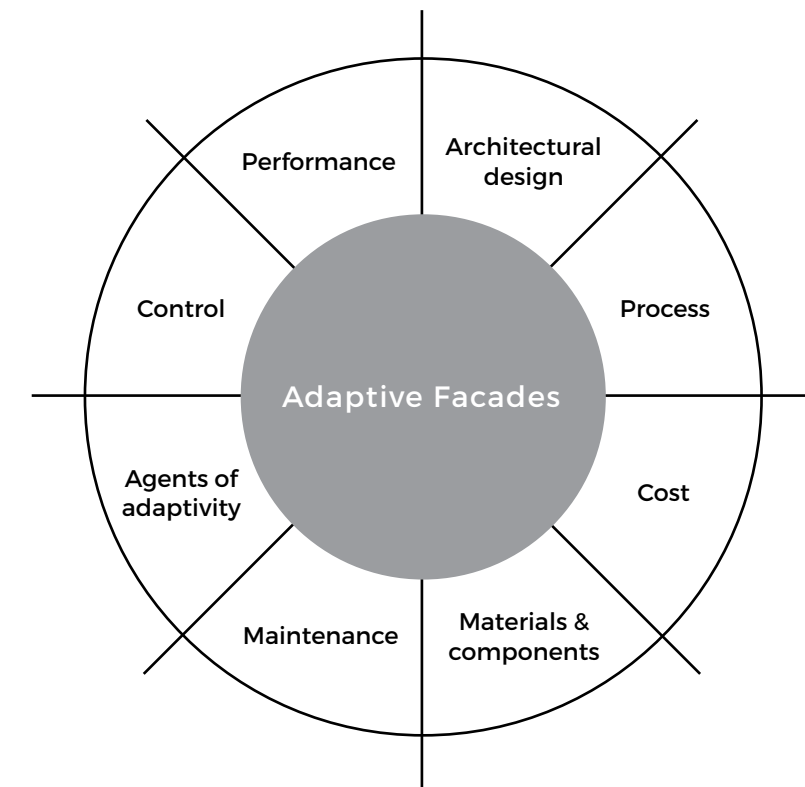 Performance
Architectural
design
Control
Process
Adaptive Facades
Agents of
adaptivity
Cost
Maintenance
Materials &
components